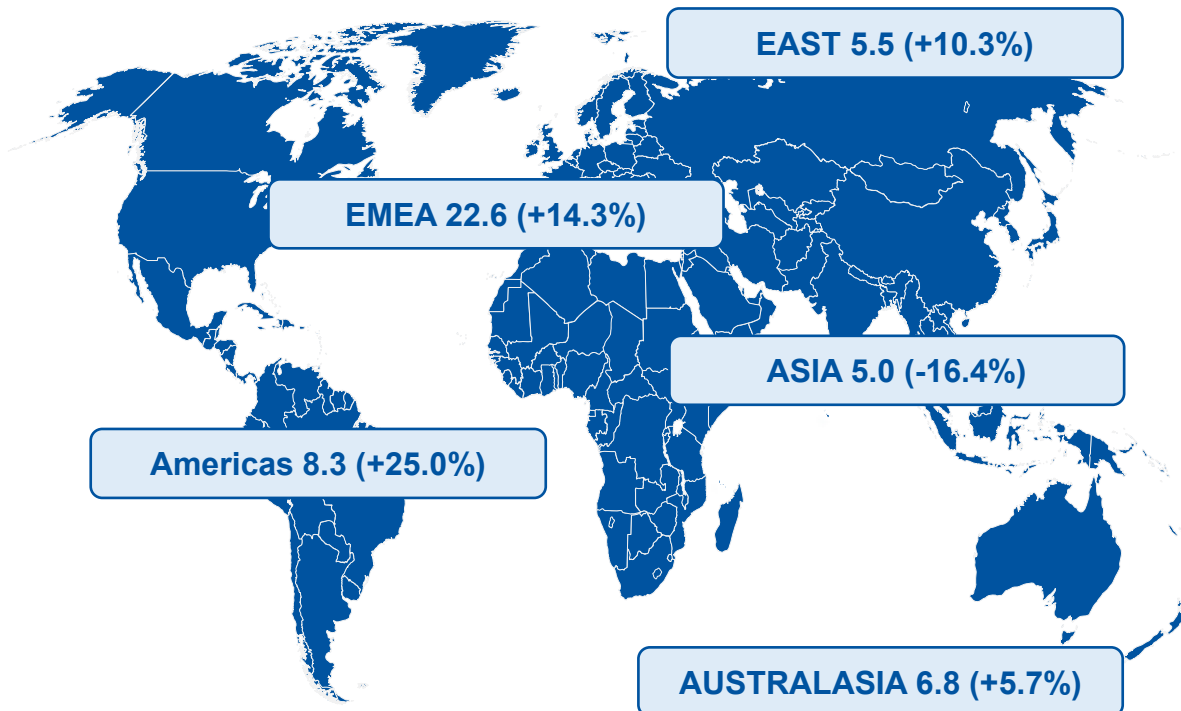 EAST 5.5 (+10.3%)
EMEA 22.6 (+14.3%)
ASIA 5.0 (-16.4%)
Americas 8.3 (+25.0%)
AUSTRALASIA 6.8 (+5.7%)